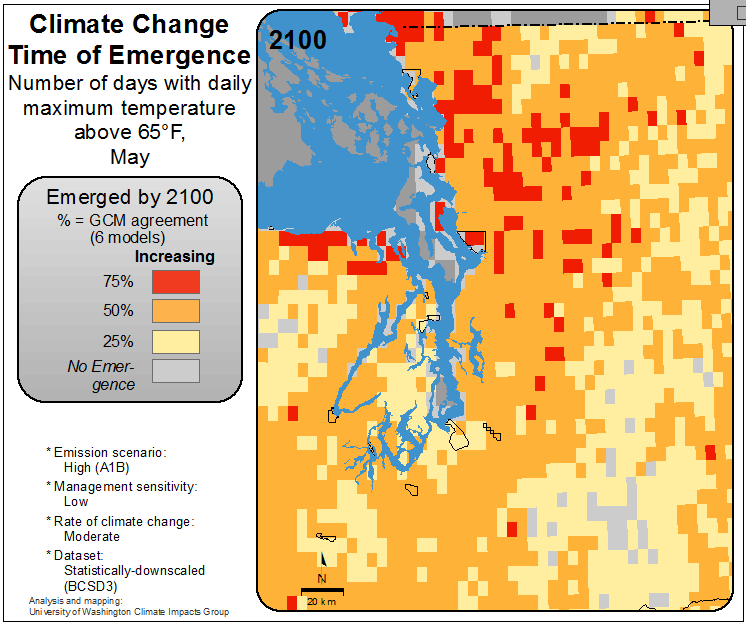 Climate Change
Time of Emergence
Number of days with daily
maximum temperature
above 65°F,
May
Emerged by 2100
% = GCM agreement
(6 models)
Increasing
75%
50%
25%
No Emer-
gence
* Emission scenario:
High (A1B)
* Management sensitivity:
Low
* Rate of climate change:
Moderate
* Dataset:
Statistically-downscaled
(BCSD3)
Analysis and mapping:
University of Washington Climate Impacts Group
2100
N
20 km